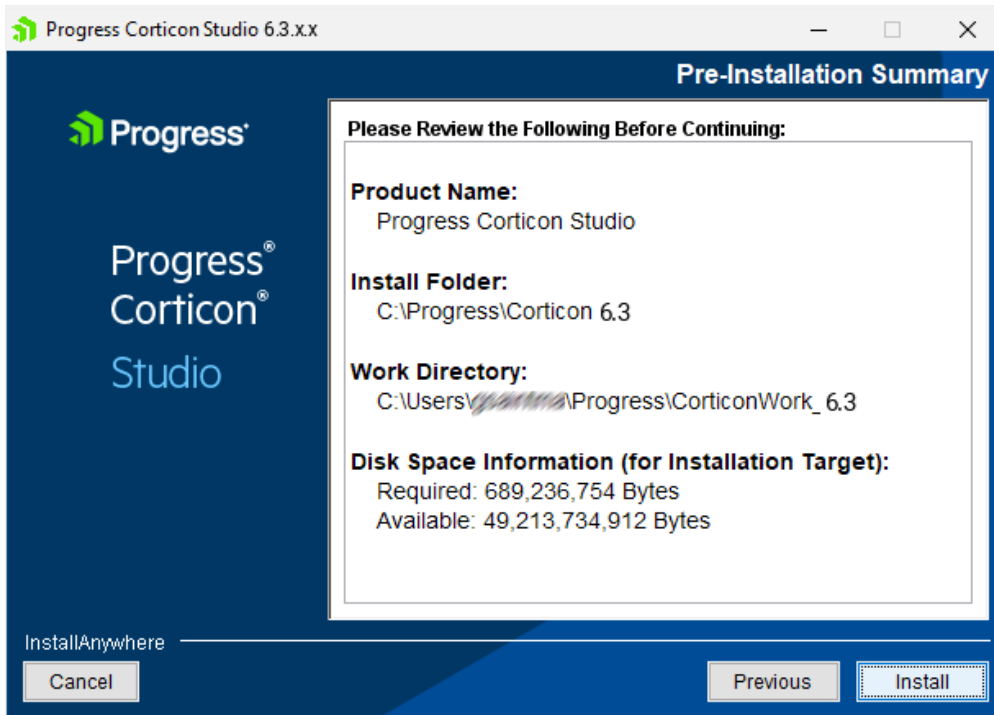 Progress Corticon Studio 6.3.x.x
Pre-Installation Summary
Progress
Progress®
Corticon®
Studio
Please Review the Following Before Continuing:
Product Name:
Progress Corticon Studio
Install Folder:
C:\Progress\Corticon 6.3
Work Directory:
C:\Users\ \Progress\CorticonWork_ 6.3
Disk Space Information (for Installation Target):
Required: 689,236,754 Bytes
Available: 49,213,734,912 Bytes
InstallAnywhere
Cancel
Previous
Install